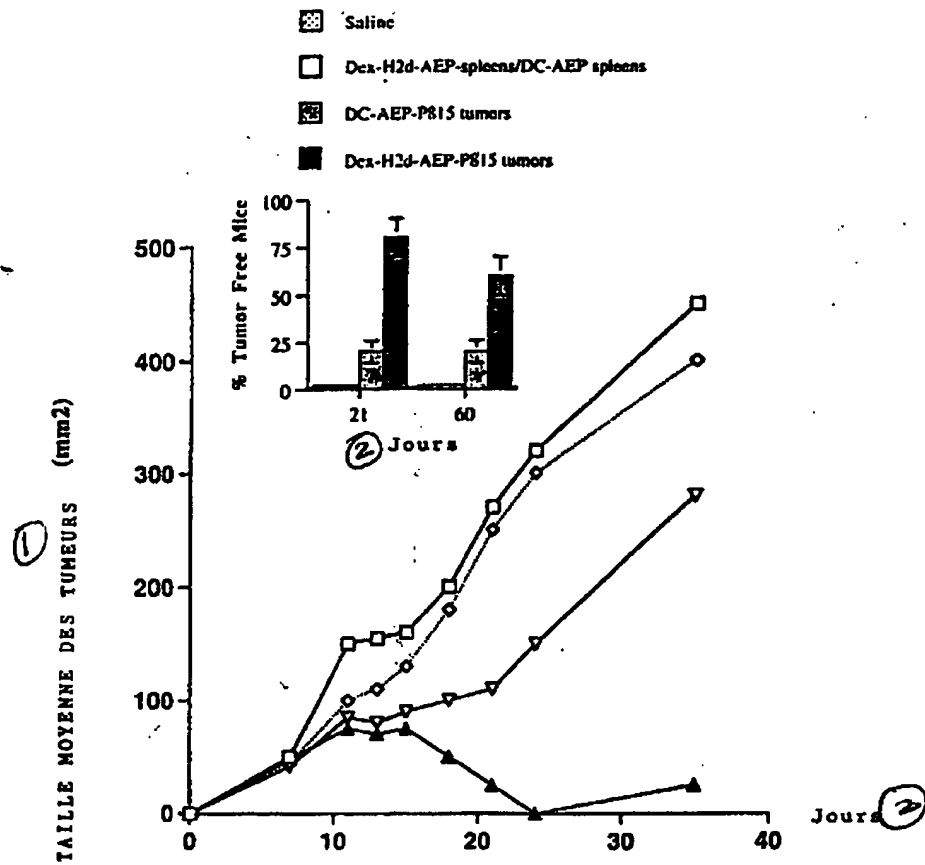 Saline
Dex-H2d-AEP-spleens/DC-AEP spleens
DC-AEP-P815 tumors
Dex-H2d-AEP-P815 tumors
% Tumor Free Mice
100
75
50
25
0
21
60
2 Jours
1
TAILLE MOYENNE DES TUMEURS (mm2)
500
400
300
200
100
0
0
10
20
30
40
Jours 2